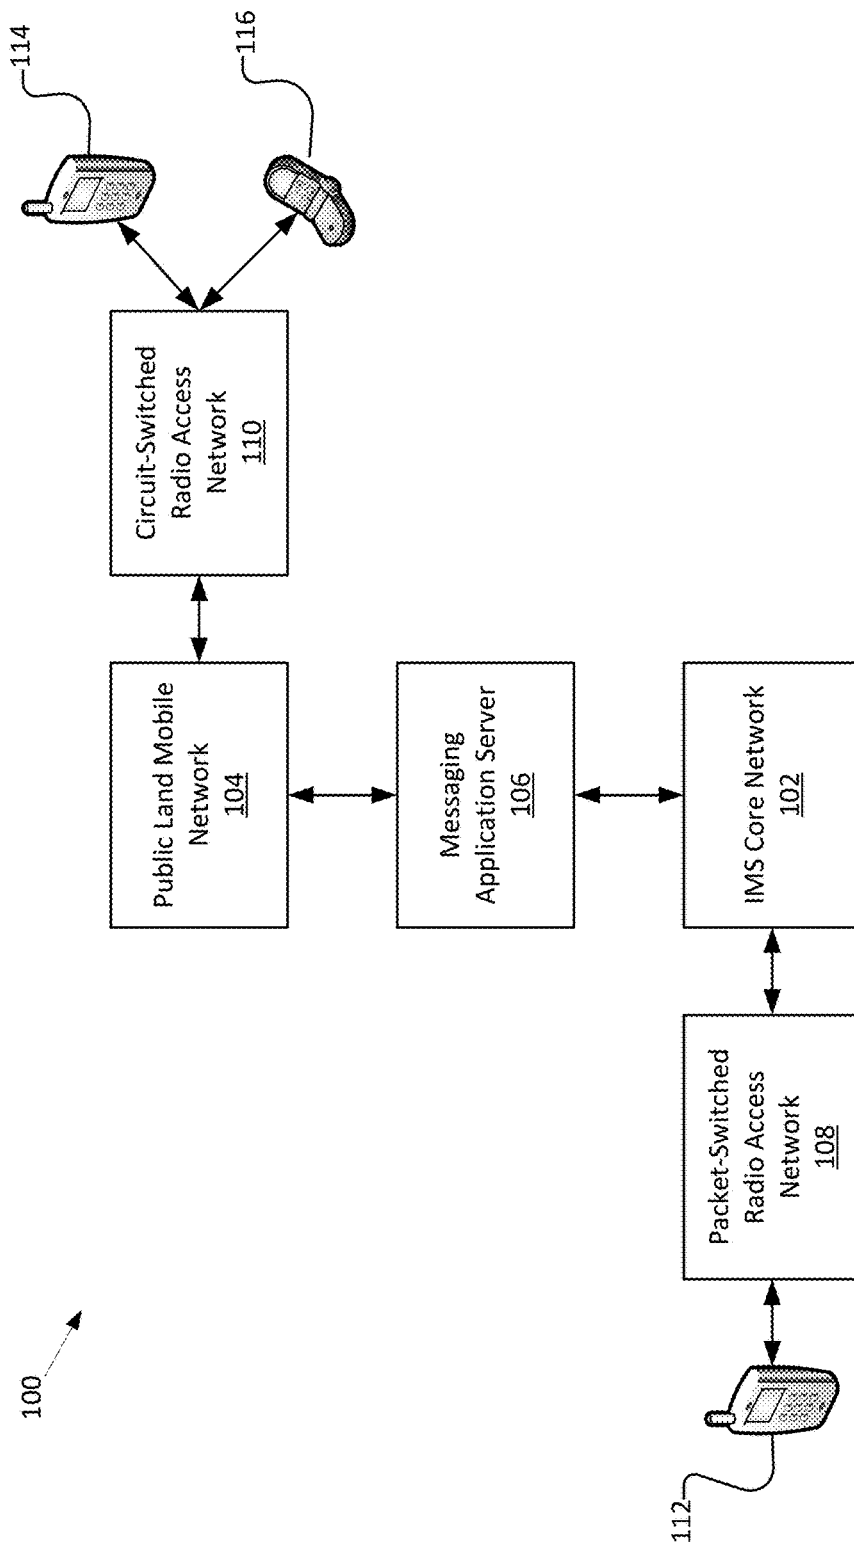 100
112
Packet-Switched
Radio Access
Network
108
IMS Core Network
102
Messaging
Application Server
106
Public Land Mobile
Network
104
Circuit-Switched
Radio Access
Network
110
114
116